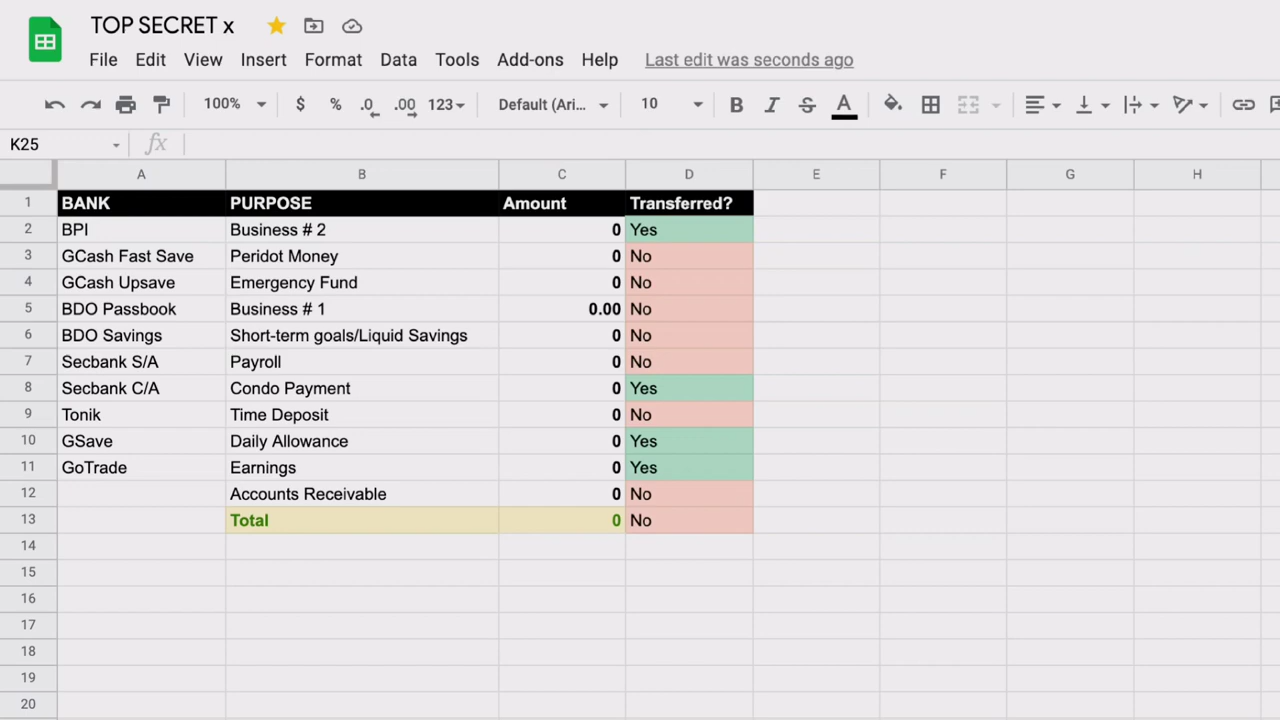 TOP SECRET x
File Edit View Insert Format Data Tools Add-ons Help Last edit was seconds ago
100% $ % .0 .00 123 Default (Ari... 10 B I S A
K25 fx
A B C D E F G H
1 BANK PURPOSE Amount Transferred?
2 BPI Business # 2 0 Yes
3 GCash Fast Save Peridot Money 0 No
4 GCash Upsave Emergency Fund 0 No
5 BDO Passbook Business # 1 0.00 No
6 BDO Savings Short-term goals/Liquid Savings 0 No
7 Secbank S/A Payroll 0 No
8 Secbank C/A Condo Payment 0 Yes
9 Tonik Time Deposit 0 No
10 GSave Daily Allowance 0 Yes
11 GoTrade Earnings 0 Yes
12 Accounts Receivable 0 No
13 Total 0 No
14
15
16
17
18
19
20